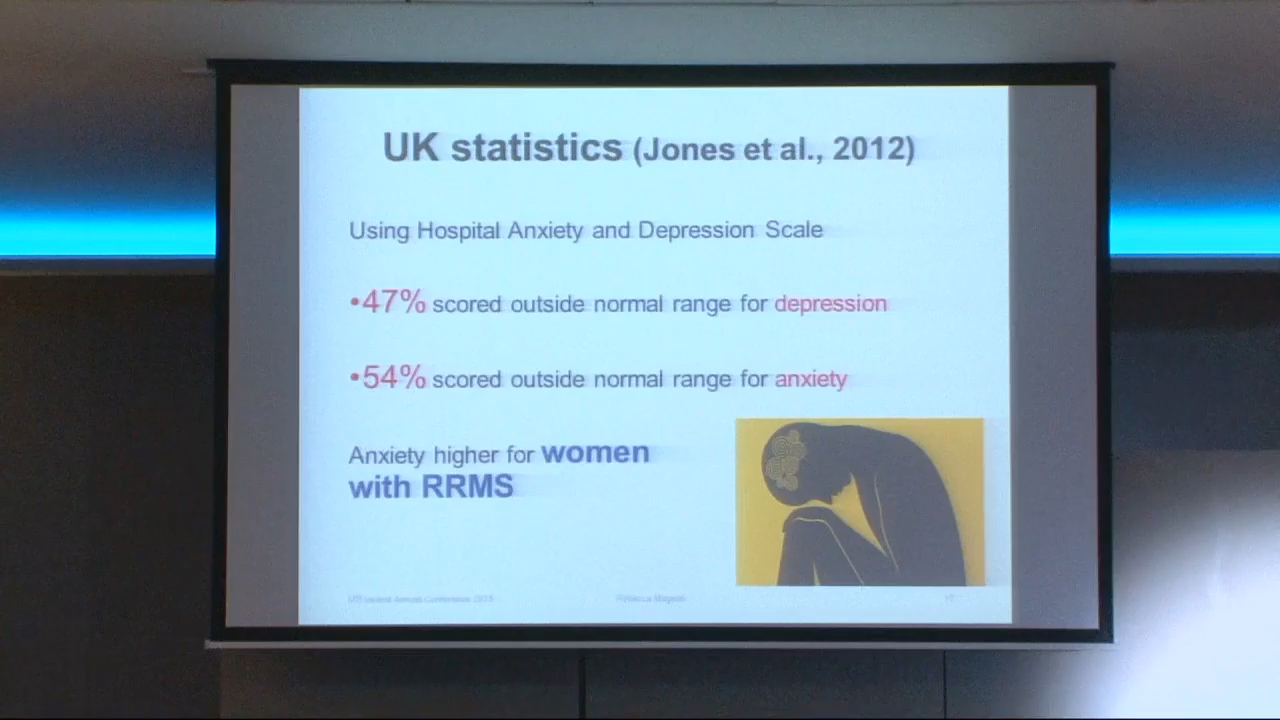 UK statistics (Jones et al., 2012)
Using Hospital Anxiety and Depression Scale
•47% scored outside normal range for depression
•54% scored outside normal range for anxiety
Anxiety higher for women
with RRMS